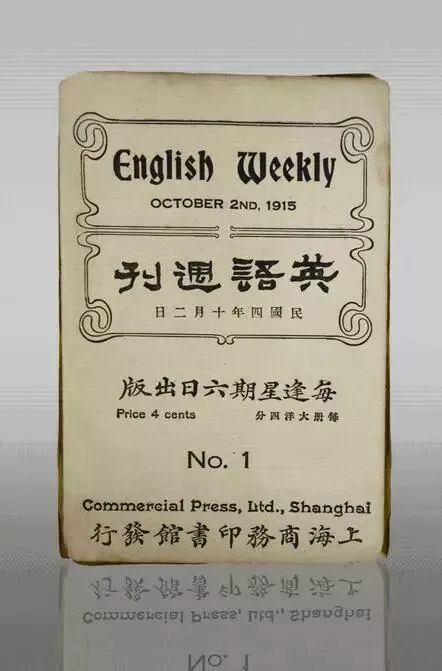 English Weekly
OCTOBER 2ND, 1915
英語週刊
民國四年十月二日
每逢星期六日出版
Price 4 cents 每册大洋四分
No. 1
Commercial Press, Ltd., Shanghai
上海商務印書館發行